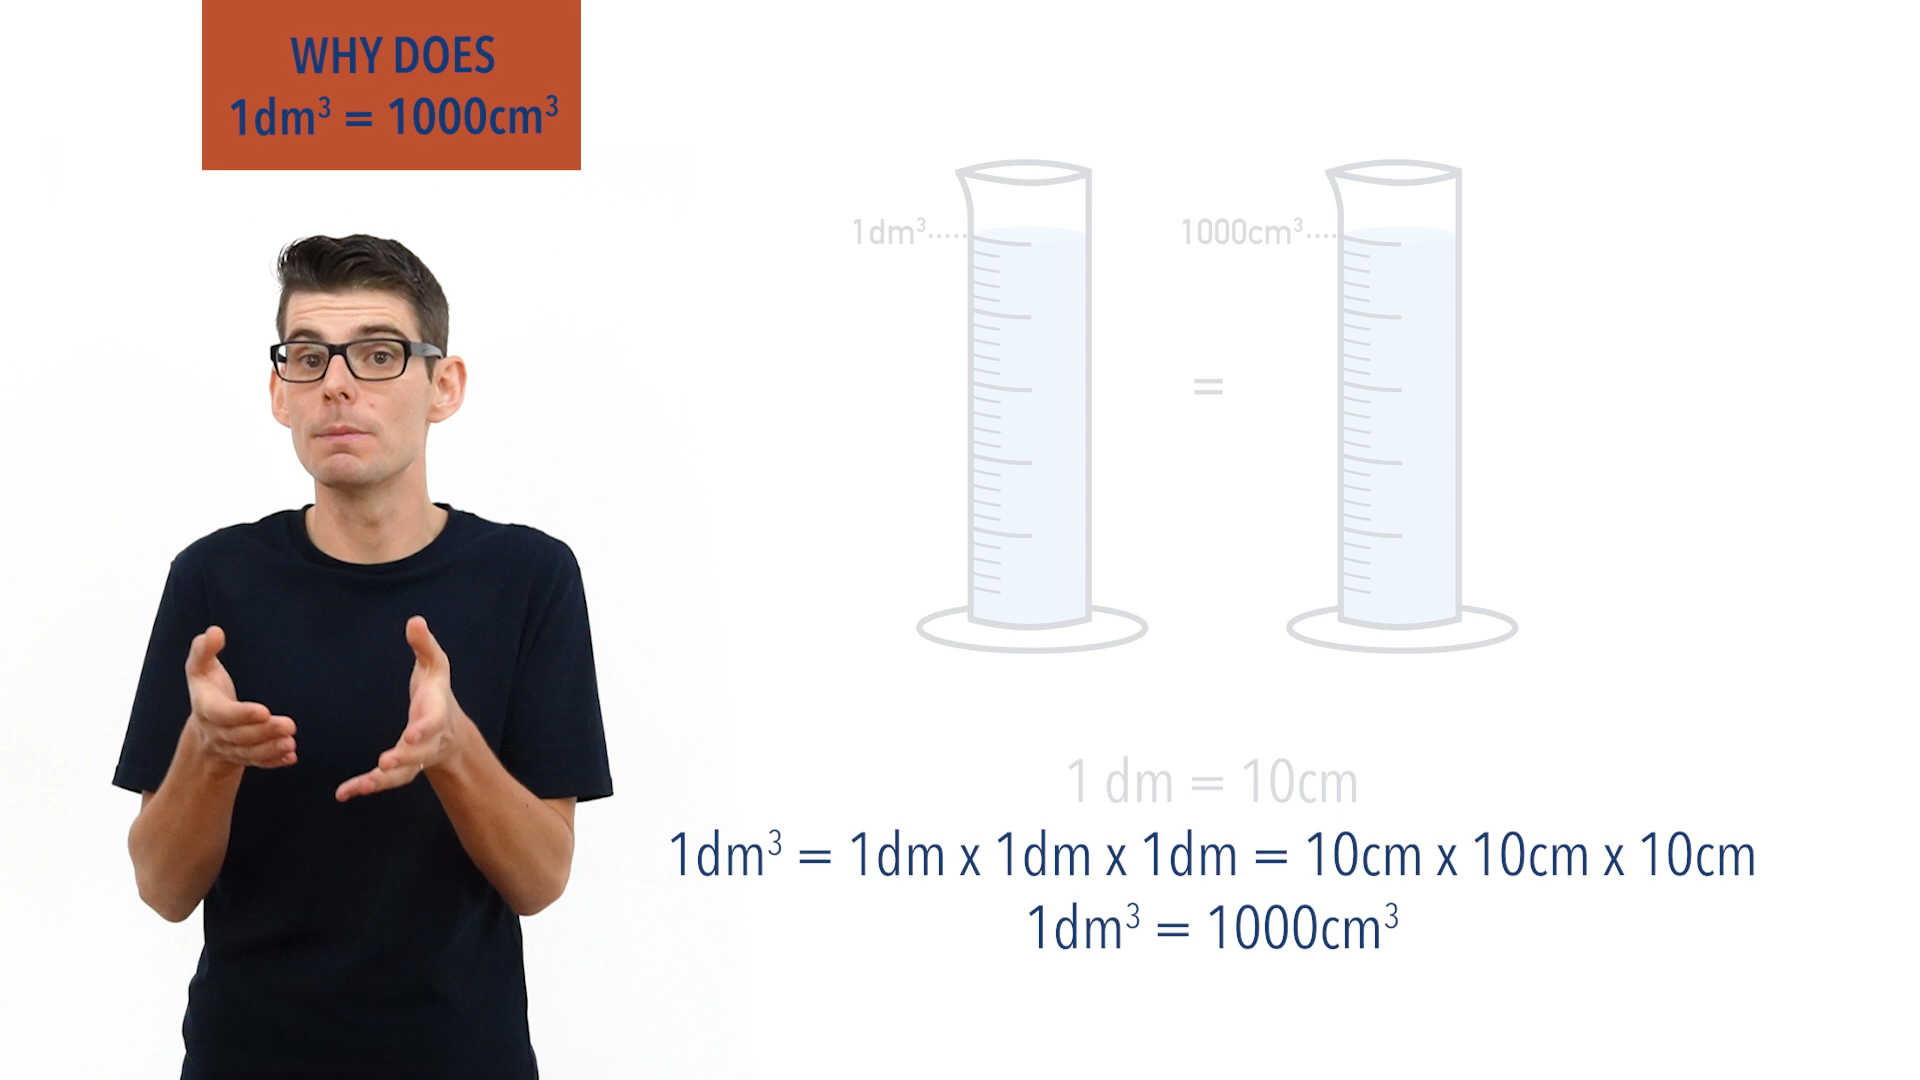 WHY DOES
1dm³ = 1000cm³
1dm³
1000cm³
=
1 dm = 10cm
1dm³ = 1dm x 1dm x 1dm = 10cm x 10cm x 10cm
1dm³ = 1000cm³